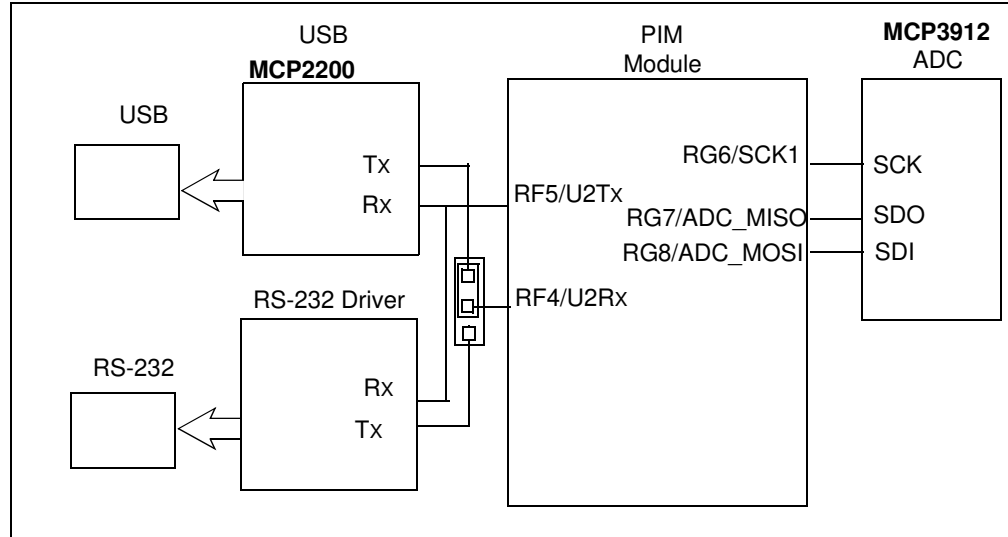 USB
MCP2200
PIM
Module
MCP3912
ADC
USB
Tx
Rx
RF5/U2Tx
RF4/U2Rx
RG6/SCK1
RG7/ADC_MISO
RG8/ADC_MOSI
SCK
SDO
SDI
RS-232 Driver
RS-232
Rx
Tx